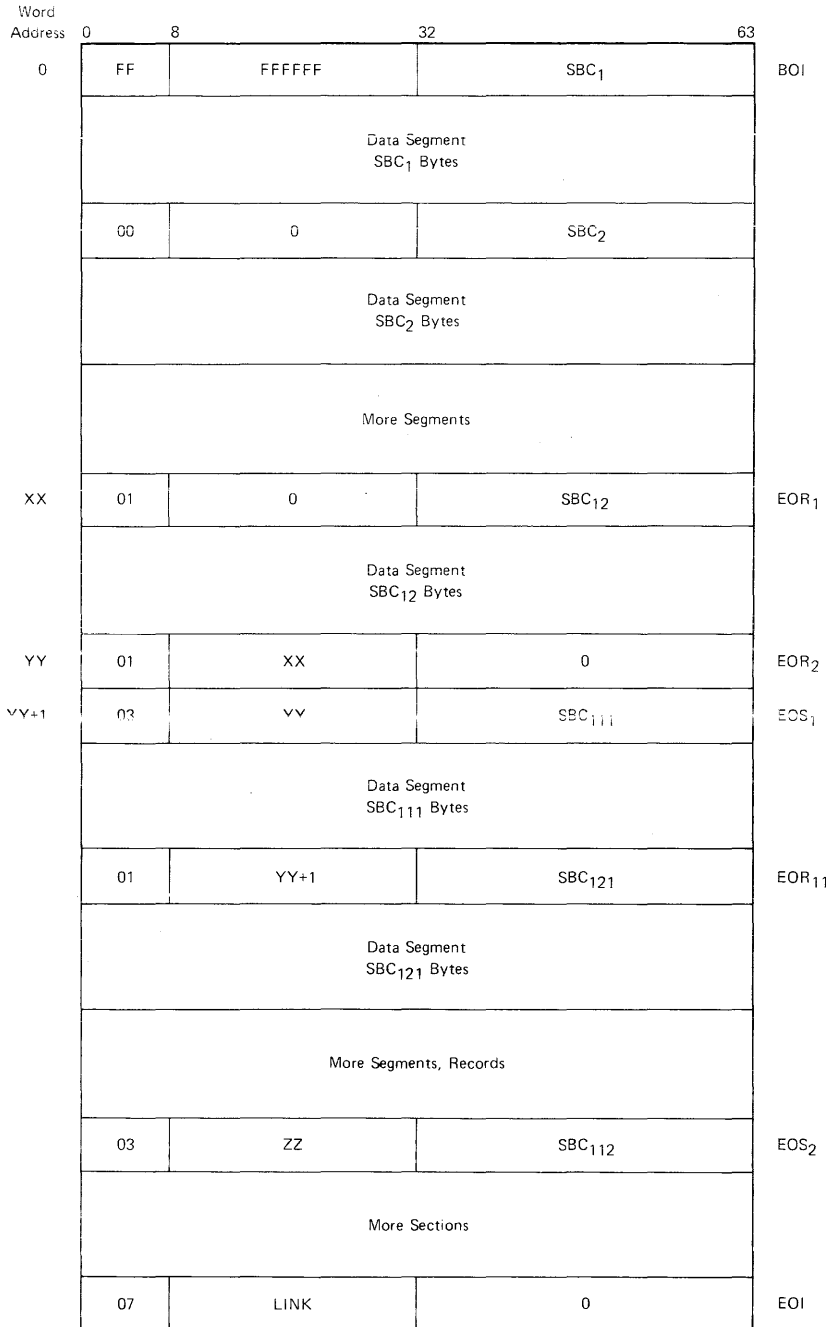 Word
Address 0 8 32 63
0 FF FFFFFF SBC1 BOI
Data Segment
SBC1 Bytes
00 0 SBC2
Data Segment
SBC2 Bytes
More Segments
XX 01 0 SBC12 EOR1
Data Segment
SBC12 Bytes
YY 01 XX 0 EOR2
YY+1 03 YY SBC111 EOS1
Data Segment
SBC111 Bytes
01 YY+1 SBC121 EOR11
Data Segment
SBC121 Bytes
More Segments, Records
03 ZZ SBC112 EOS2
More Sections
07 LINK 0 EOI